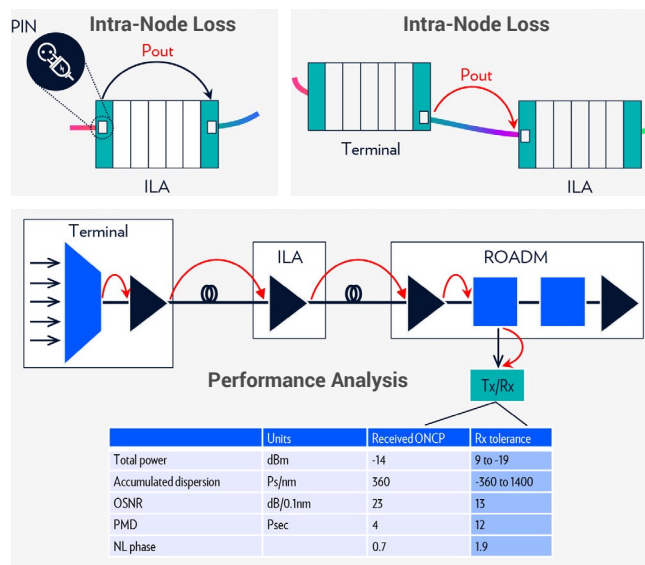 Intra-Node Loss
PIN
Pout
ILA
Intra-Node Loss
Pout
Terminal
ILA
Terminal
ILA
ROADM
Performance Analysis
Tx/Rx
Units Received ONCP Rx tolerance
Total power dBm -14 9 to -19
Accumulated dispersion Ps/nm 360 -360 to 1400
OSNR dB/0.1nm 23 13
PMD Psec 4 12
NL phase 0.7 1.9